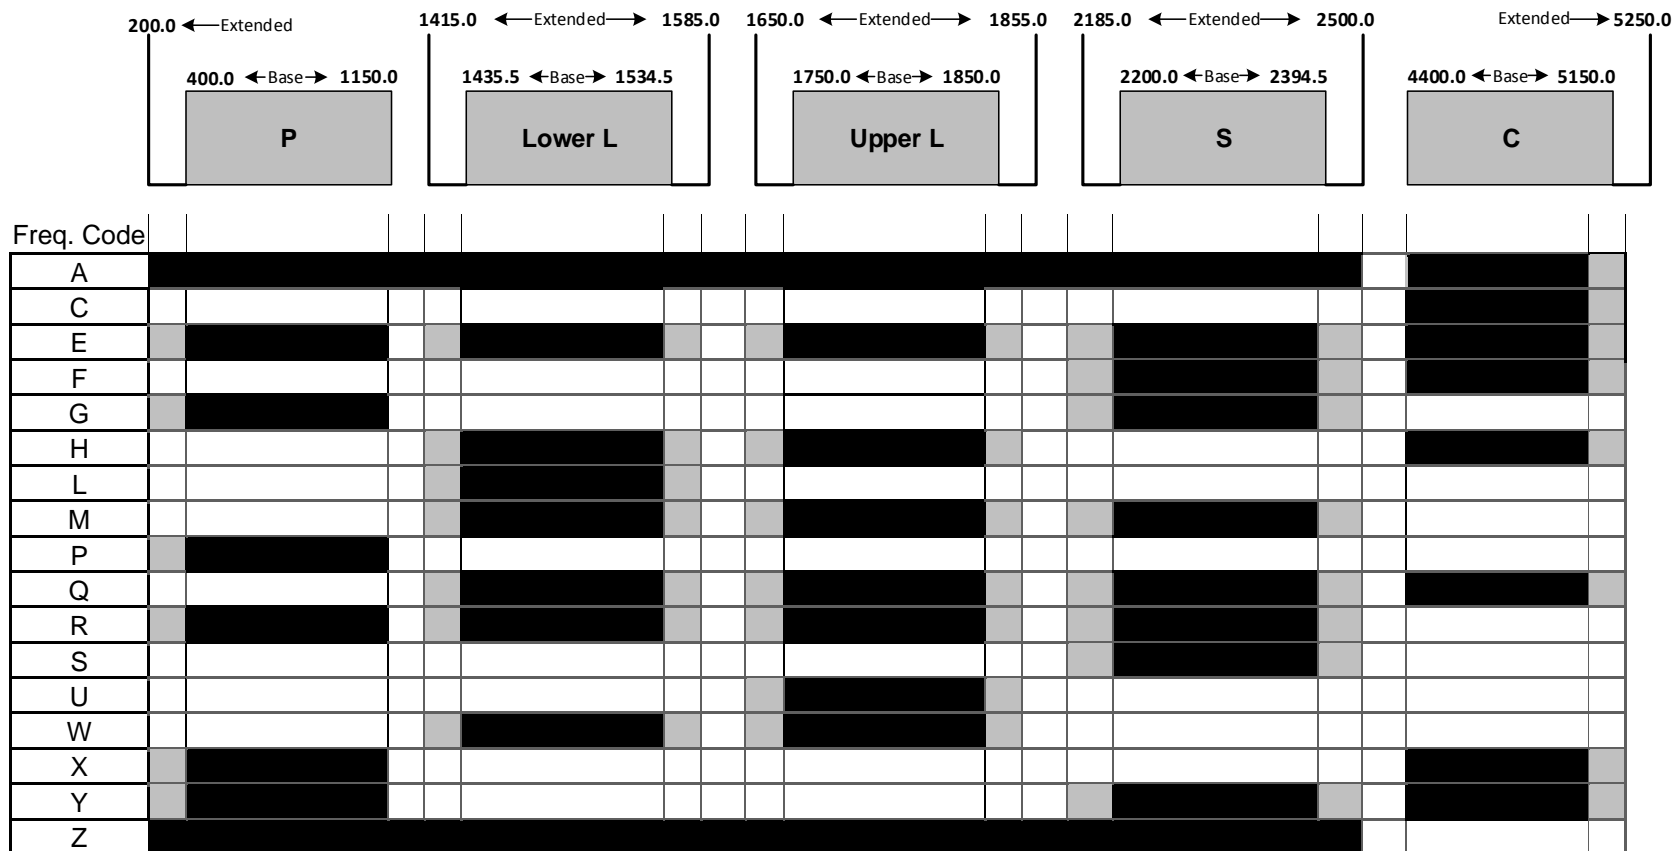 1415.0 Extended 1585.0 1650.0 Extended 1855.0 2185.0 Extended 2500.0 Extended 5250.0
200.0 Extended
400.0 Base 1150.0 1435.5 Base 1534.5 1750.0 Base 1850.0 2200.0 Base 2394.5 4400.0 Base 5150.0
P Lower L Upper L S C
Freq. Code
A
C
E
F
G
H
L
M
P
Q
R
S
U
W
X
Y
Z